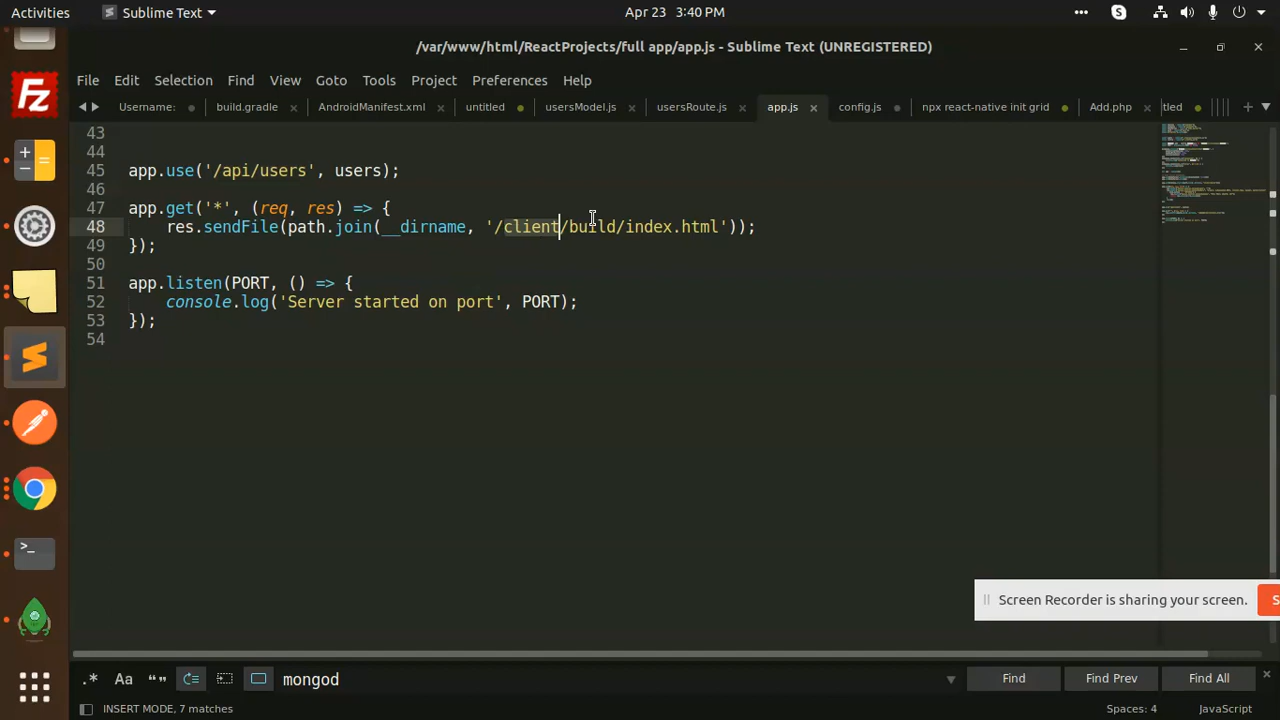 Activities
Sublime Text
Apr 23 3:40 PM
/var/www/html/ReactProjects/full app/app.js - Sublime Text (UNREGISTERED)
File Edit Selection Find View Goto Tools Project Preferences Help
Username: build.gradle AndroidManifest.xml untitled usersModel.js usersRoute.js app.js config.js npx react-native init grid Add.php tled
43
44
45 app.use('/api/users', users);
46
47 app.get('*', (req, res) => {
48 res.sendFile(path.join(__dirname, '/client/build/index.html'));
49 });
50
51 app.listen(PORT, () => {
52 console.log('Server started on port', PORT);
53 });
54
Screen Recorder is sharing your screen. S
.* Aa “” mongod Find Find Prev Find All
INSERT MODE, 7 matches Spaces: 4 JavaScript